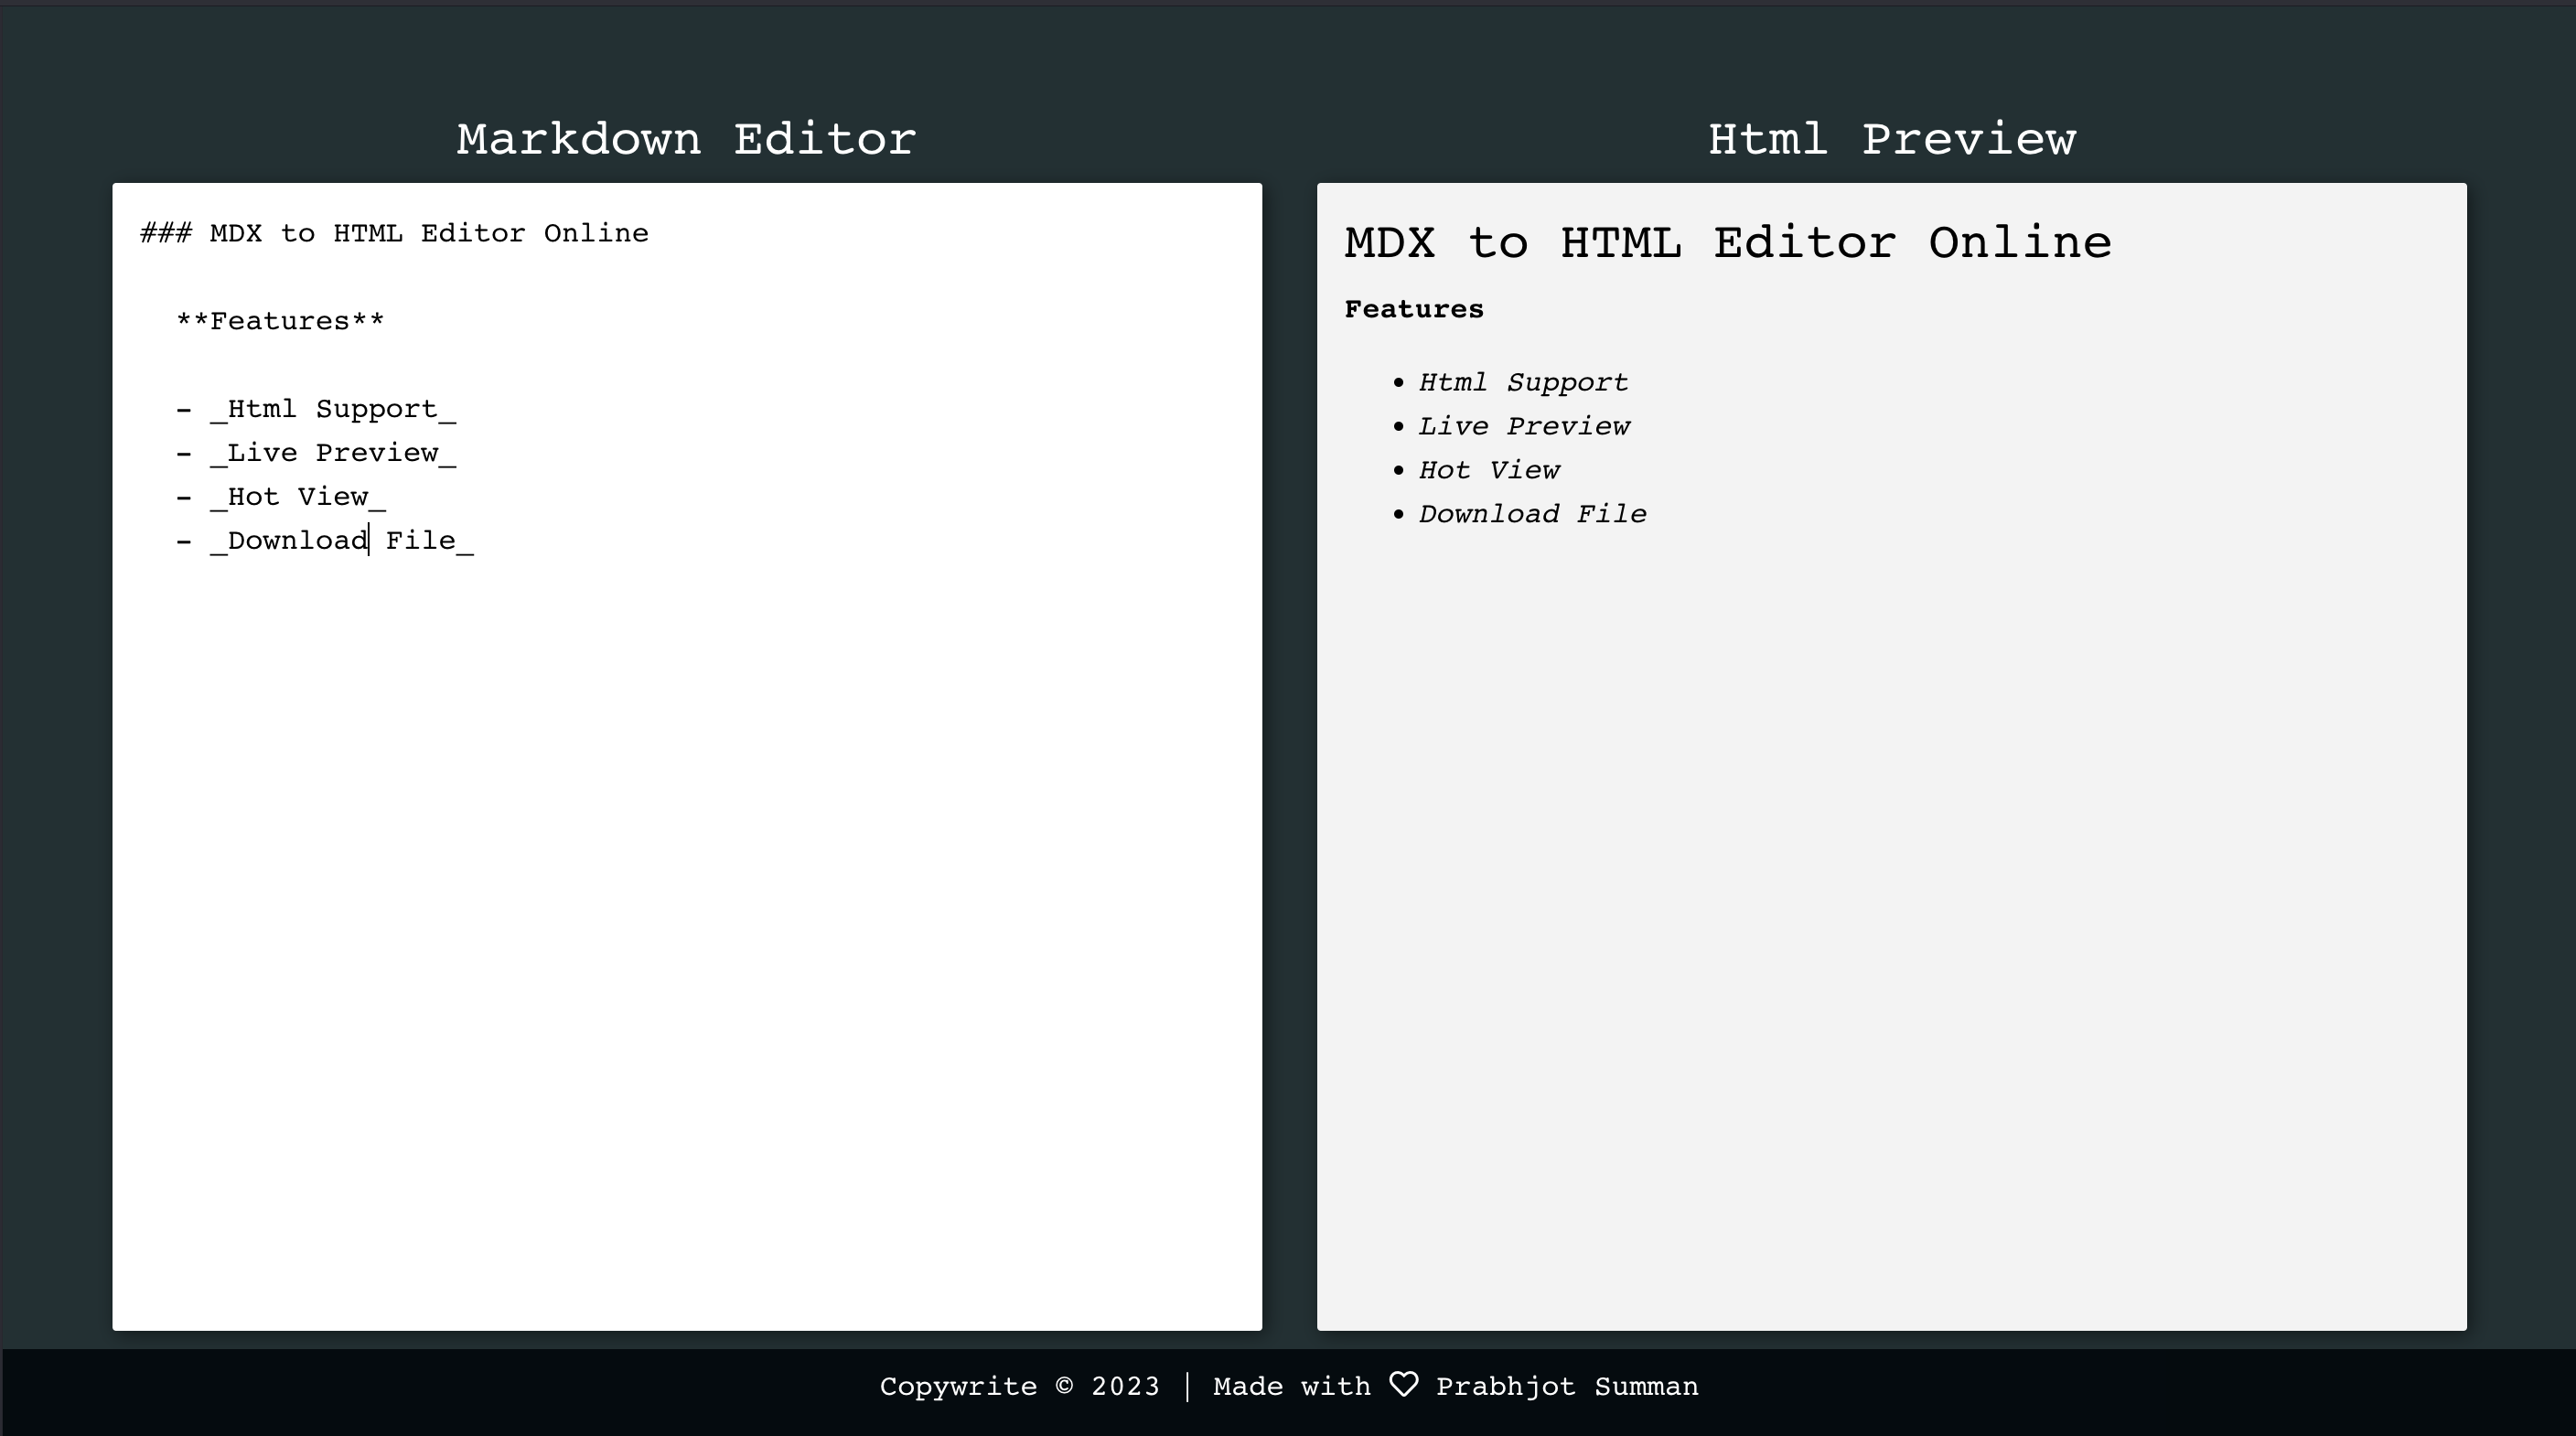 Markdown Editor
### MDX to HTML Editor Online
**Features**
- _Html Support_
- _Live Preview_
- _Hot View_
- _Download File_
Html Preview
MDX to HTML Editor Online
Features
• Html Support
• Live Preview
• Hot View
• Download File
Copywrite © 2023 | Made with ♡ Prabhjot Summan